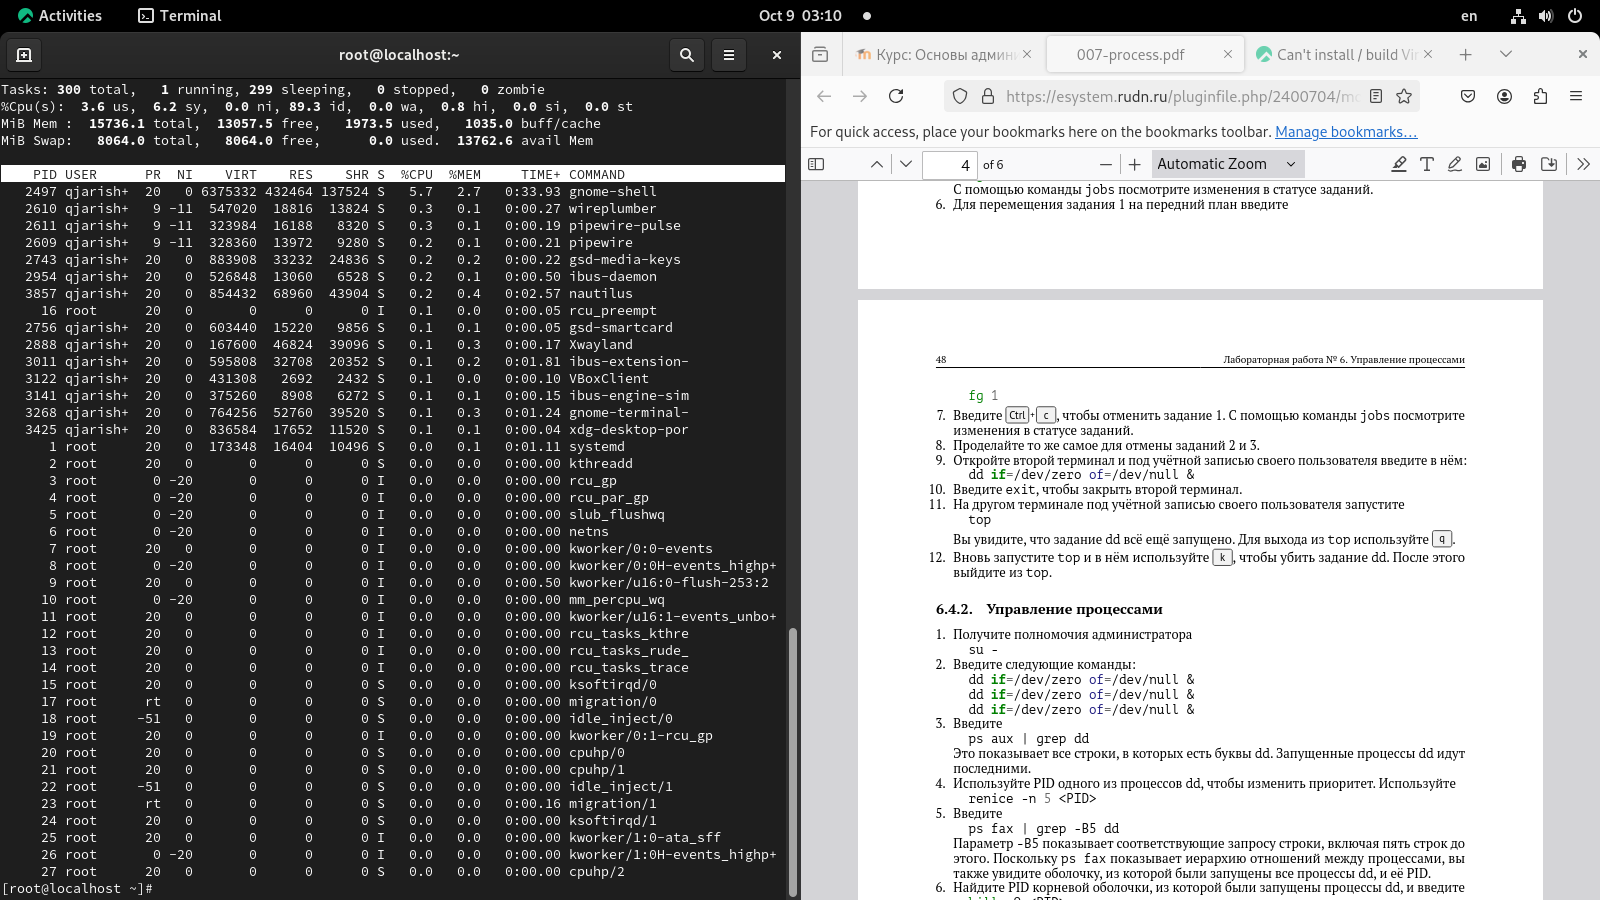 Activities Terminal Oct 9 03:10 en
root@localhost:~
Tasks: 300 total, 1 running, 299 sleeping, 0 stopped, 0 zombie
%Cpu(s): 3.6 us, 6.2 sy, 0.0 ni, 89.3 id, 0.0 wa, 0.8 hi, 0.0 si, 0.0 st
MiB Mem : 15736.1 total, 13057.5 free, 1973.5 used, 1035.0 buff/cache
MiB Swap: 8064.0 total, 8064.0 free, 0.0 used. 13762.6 avail Mem
PID USER PR NI VIRT RES SHR S %CPU %MEM TIME+ COMMAND
2497 qjarish+ 20 0 6375332 432464 137524 S 5.7 2.7 0:33.93 gnome-shell
2610 qjarish+ 9 -11 547020 18816 13824 S 0.3 0.1 0:00.27 wireplumber
2611 qjarish+ 9 -11 323984 16188 8320 S 0.3 0.1 0:00.19 pipewire-pulse
2609 qjarish+ 9 -11 328360 13972 9280 S 0.2 0.1 0:00.21 pipewire
2743 qjarish+ 20 0 883908 33232 24836 S 0.2 0.2 0:00.22 gsd-media-keys
2954 qjarish+ 20 0 526848 13060 6528 S 0.2 0.1 0:00.50 ibus-daemon
3857 qjarish+ 20 0 854432 68960 43904 S 0.2 0.4 0:02.57 nautilus
16 root 20 0 0 0 0 I 0.1 0.0 0:00.05 rcu_preempt
2756 qjarish+ 20 0 603440 15220 9856 S 0.1 0.1 0:00.05 gsd-smartcard
2888 qjarish+ 20 0 167600 46824 39096 S 0.1 0.3 0:00.17 Xwayland
3011 qjarish+ 20 0 595808 32708 20352 S 0.1 0.2 0:01.81 ibus-extension-
3122 qjarish+ 20 0 431308 2692 2432 S 0.1 0.0 0:00.10 VBoxClient
3141 qjarish+ 20 0 375260 8908 6272 S 0.1 0.1 0:00.15 ibus-engine-sim
3268 qjarish+ 20 0 764256 52760 39520 S 0.1 0.3 0:01.24 gnome-terminal-
3425 qjarish+ 20 0 836584 17652 11520 S 0.1 0.1 0:00.04 xdg-desktop-por
1 root 20 0 173348 16404 10496 S 0.0 0.1 0:01.11 systemd
2 root 20 0 0 0 0 S 0.0 0.0 0:00.00 kthreadd
3 root 0 -20 0 0 0 I 0.0 0.0 0:00.00 rcu_gp
4 root 0 -20 0 0 0 I 0.0 0.0 0:00.00 rcu_par_gp
5 root 0 -20 0 0 0 I 0.0 0.0 0:00.00 slub_flushwq
6 root 0 -20 0 0 0 I 0.0 0.0 0:00.00 netns
7 root 20 0 0 0 0 I 0.0 0.0 0:00.00 kworker/0:0-events
8 root 0 -20 0 0 0 I 0.0 0.0 0:00.00 kworker/0:0H-events_highp+
9 root 20 0 0 0 0 I 0.0 0.0 0:00.50 kworker/u16:0-flush-253:2
10 root 0 -20 0 0 0 I 0.0 0.0 0:00.00 mm_percpu_wq
11 root 20 0 0 0 0 I 0.0 0.0 0:00.00 kworker/u16:1-events_unbo+
12 root 20 0 0 0 0 I 0.0 0.0 0:00.00 rcu_tasks_kthre
13 root 20 0 0 0 0 I 0.0 0.0 0:00.00 rcu_tasks_rude_
14 root 20 0 0 0 0 I 0.0 0.0 0:00.00 rcu_tasks_trace
15 root 20 0 0 0 0 S 0.0 0.0 0:00.00 ksoftirqd/0
17 root rt 0 0 0 0 S 0.0 0.0 0:00.00 migration/0
18 root -51 0 0 0 0 S 0.0 0.0 0:00.00 idle_inject/0
19 root 20 0 0 0 0 I 0.0 0.0 0:00.00 kworker/0:1-rcu_gp
20 root 20 0 0 0 0 S 0.0 0.0 0:00.00 cpuhp/0
21 root 20 0 0 0 0 S 0.0 0.0 0:00.00 cpuhp/1
22 root -51 0 0 0 0 S 0.0 0.0 0:00.00 idle_inject/1
23 root rt 0 0 0 0 S 0.0 0.0 0:00.16 migration/1
24 root 20 0 0 0 0 S 0.0 0.0 0:00.00 ksoftirqd/1
25 root 20 0 0 0 0 I 0.0 0.0 0:00.00 kworker/1:0-ata_sff
26 root 0 -20 0 0 0 I 0.0 0.0 0:00.00 kworker/1:0H-events_highp+
27 root 20 0 0 0 0 S 0.0 0.0 0:00.00 cpuhp/2
[root@localhost ~]#
Курс: Основы админи 007-process.pdf Can't install / build Vir
https://esystem.rudn.ru/pluginfile.php/2400704/mo
For quick access, place your bookmarks here on the bookmarks toolbar. Manage bookmarks…
4 of 6 Automatic Zoom
С помощью команды jobs посмотрите изменения в статусе заданий.
6. Для перемещения задания 1 на передний план введите
48 Лабораторная работа № 6. Управление процессами
fg 1
7. Введите Ctrl + c , чтобы отменить задание 1. С помощью команды jobs посмотрите
изменения в статусе заданий.
8. Проделайте то же самое для отмены заданий 2 и 3.
9. Откройте второй терминал и под учётной записью своего пользователя введите в нём:
dd if=/dev/zero of=/dev/null &
10. Введите exit, чтобы закрыть второй терминал.
11. На другом терминале под учётной записью своего пользователя запустите
top
Вы увидите, что задание dd всё ещё запущено. Для выхода из top используйте q .
12. Вновь запустите top и в нём используйте k , чтобы убить задание dd. После этого
выйдите из top.
6.4.2. Управление процессами
1. Получите полномочия администратора
su -
2. Введите следующие команды:
dd if=/dev/zero of=/dev/null &
dd if=/dev/zero of=/dev/null &
dd if=/dev/zero of=/dev/null &
3. Введите
ps aux | grep dd
Это показывает все строки, в которых есть буквы dd. Запущенные процессы dd идут
последними.
4. Используйте PID одного из процессов dd, чтобы изменить приоритет. Используйте
renice -n 5 <PID>
5. Введите
ps fax | grep -B5 dd
Параметр -B5 показывает соответствующие запросу строки, включая пять строк до
этого. Поскольку ps fax показывает иерархию отношений между процессами, вы
также увидите оболочку, из которой были запущены все процессы dd, и её PID.
6. Найдите PID корневой оболочки, из которой были запущены процессы dd, и введите